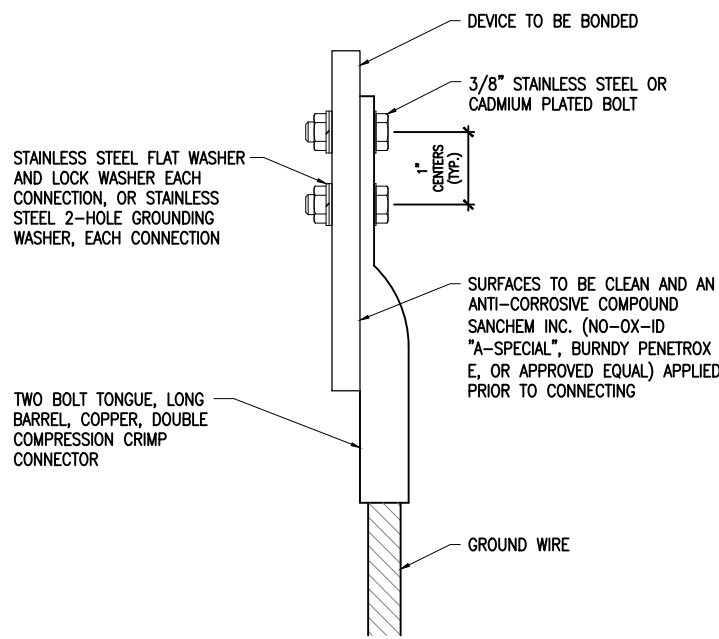 DEVICE TO BE BONDED
3/8" STAINLESS STEEL OR
CADMIUM PLATED BOLT
1"
CENTERS
(TYP.)
STAINLESS STEEL FLAT WASHER
AND LOCK WASHER EACH
CONNECTION, OR STAINLESS
STEEL 2-HOLE GROUNDING
WASHER, EACH CONNECTION
SURFACES TO BE CLEAN AND AN
ANTI-CORROSIVE COMPOUND
SANCHEM INC. (NO-OX-ID
"A-SPECIAL", BURNDY PENETROX
E, OR APPROVED EQUAL) APPLIED
PRIOR TO CONNECTING
TWO BOLT TONGUE, LONG
BARREL, COPPER, DOUBLE
COMPRESSION CRIMP
CONNECTOR
GROUND WIRE